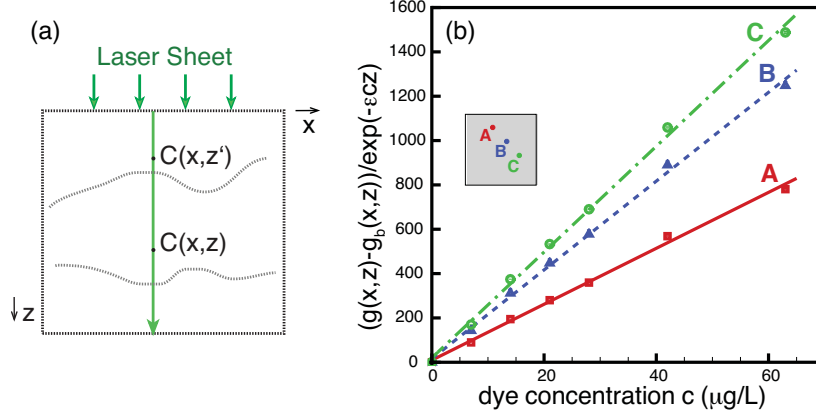 (a)
Laser Sheet
x
C(x,z')
C(x,z)
z
(b)
(g(x,z)-g_b(x,z))/exp(-εcz)
1600
1400
1200
1000
800
600
400
200
0
0
20
40
60
dye concentration c (μg/L)
C
B
A
A
B
C